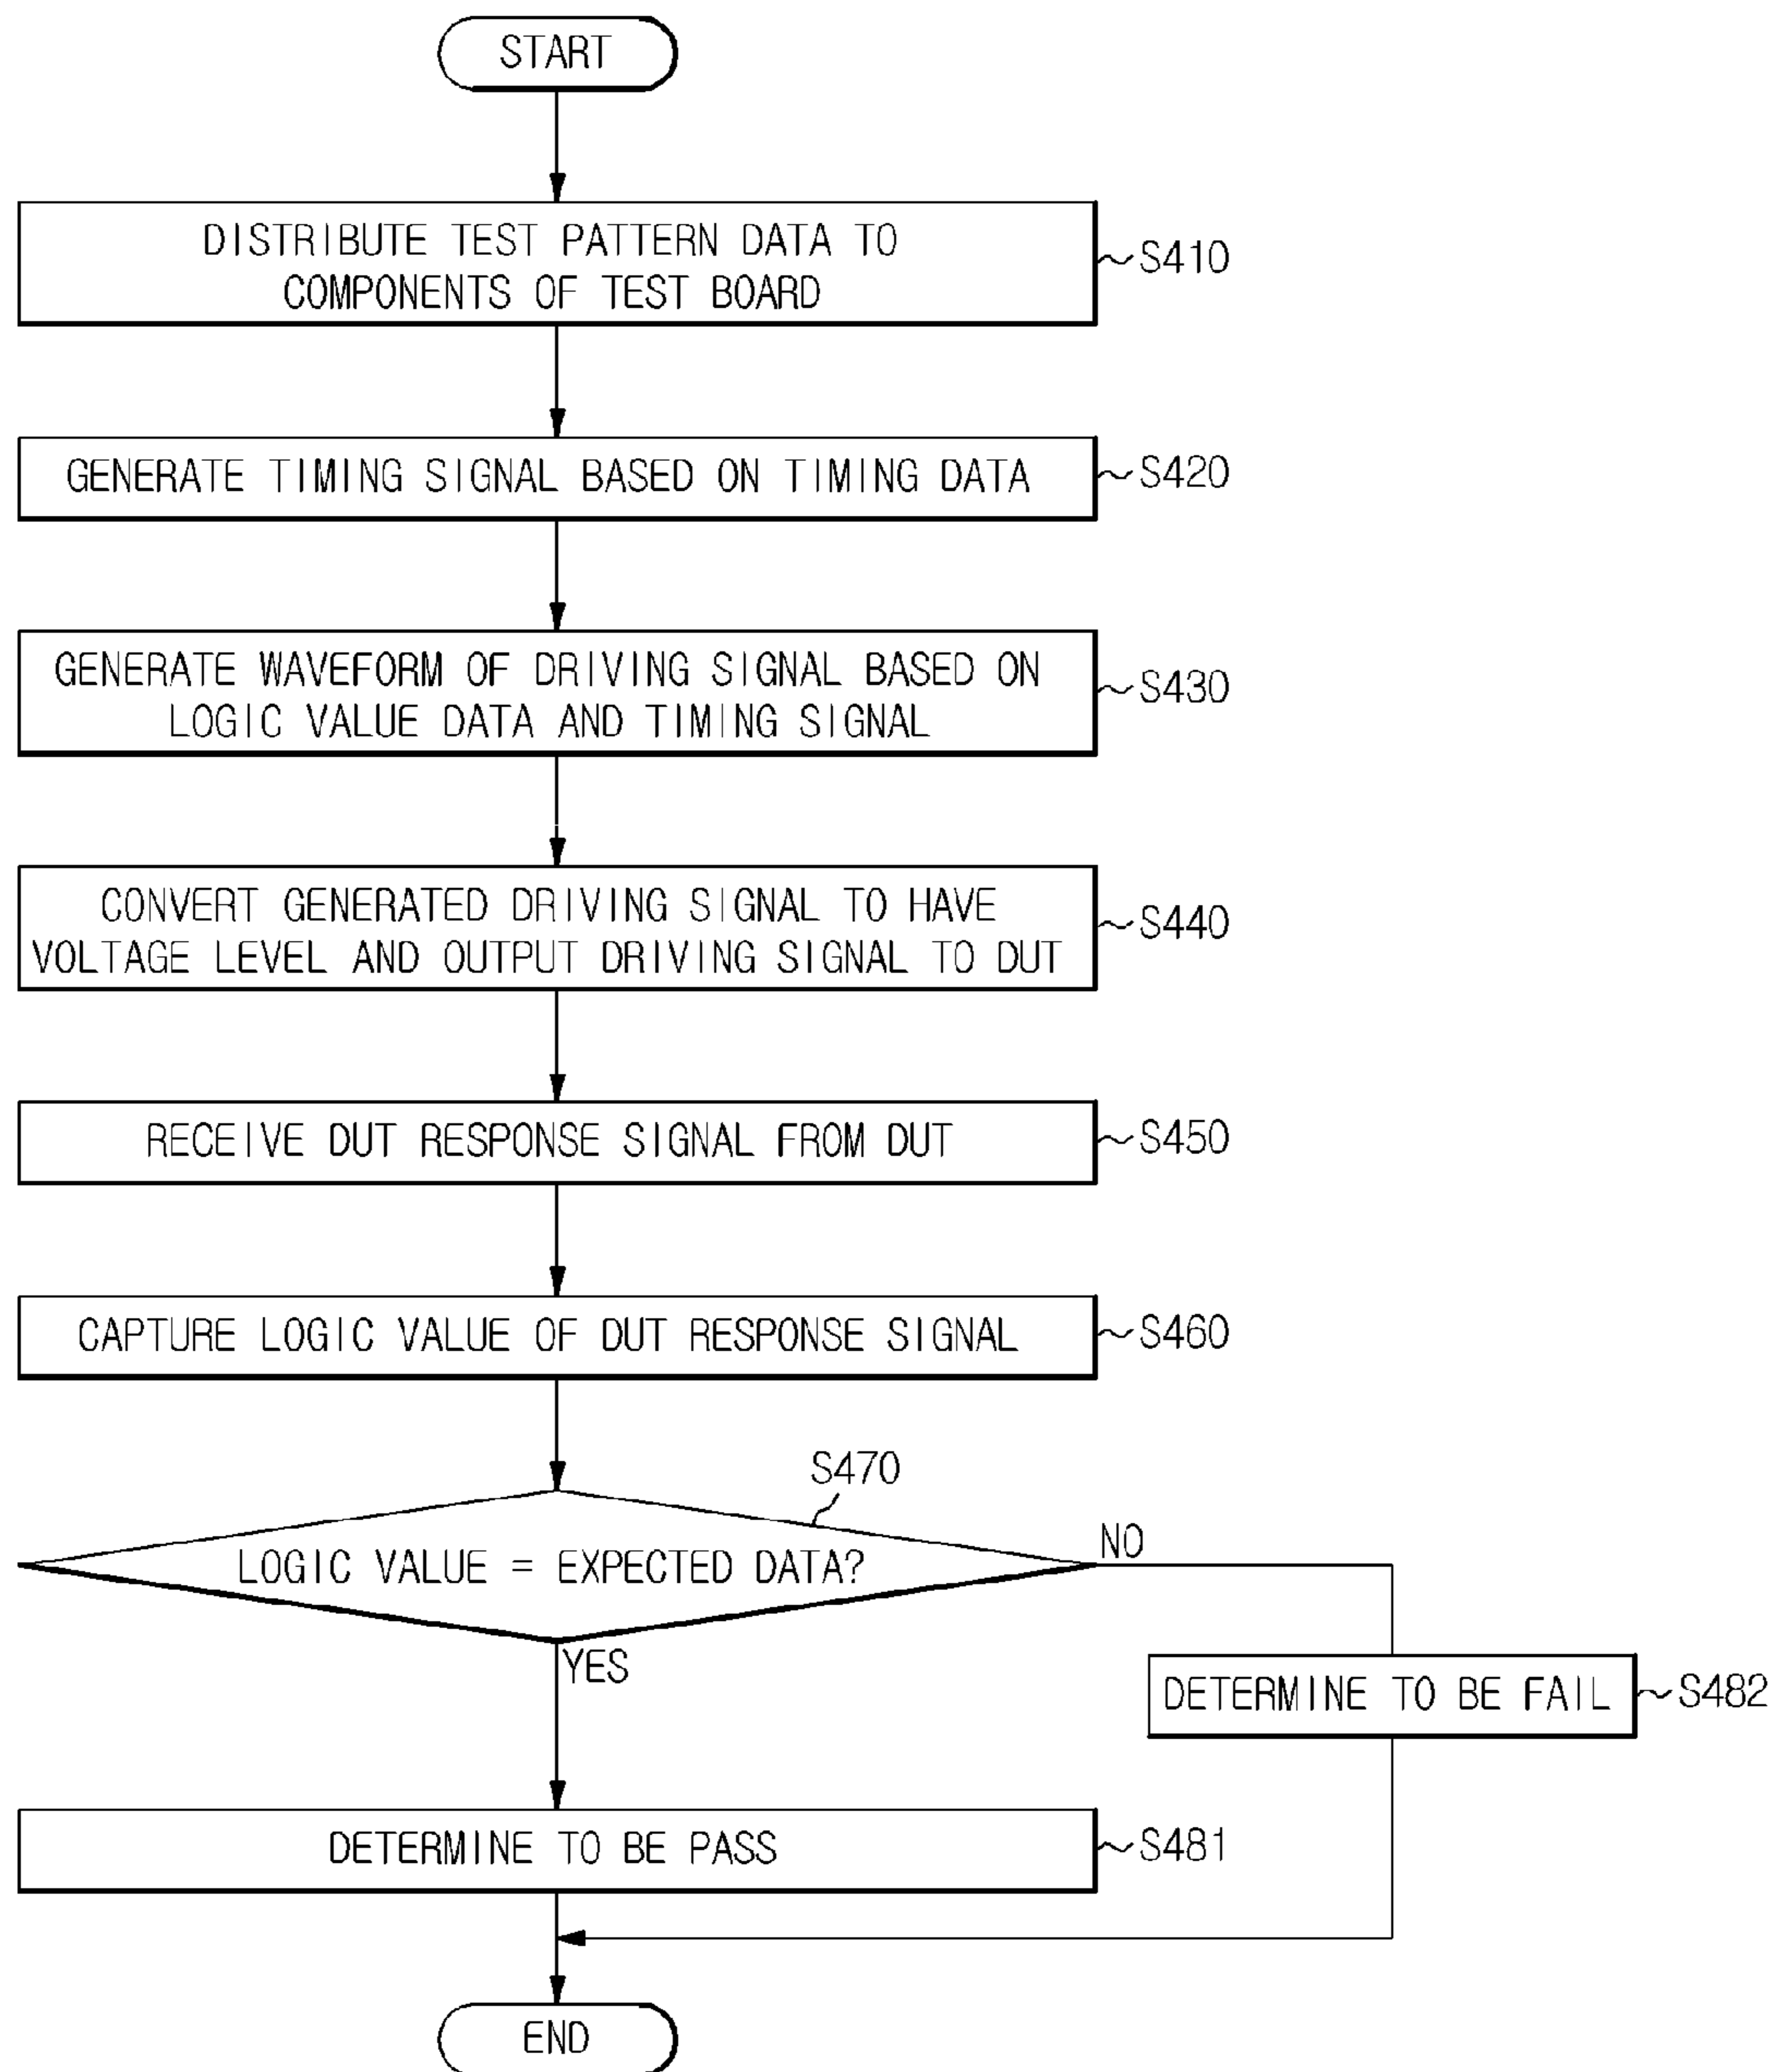 START
DISTRIBUTE TEST PATTERN DATA TO
COMPONENTS OF TEST BOARD
S410
GENERATE TIMING SIGNAL BASED ON TIMING DATA
S420
GENERATE WAVEFORM OF DRIVING SIGNAL BASED ON
LOGIC VALUE DATA AND TIMING SIGNAL
S430
CONVERT GENERATED DRIVING SIGNAL TO HAVE
VOLTAGE LEVEL AND OUTPUT DRIVING SIGNAL TO DUT
S440
RECEIVE DUT RESPONSE SIGNAL FROM DUT
S450
CAPTURE LOGIC VALUE OF DUT RESPONSE SIGNAL
S460
S470
LOGIC VALUE = EXPECTED DATA?
NO
YES
DETERMINE TO BE FAIL
S482
DETERMINE TO BE PASS
S481
END